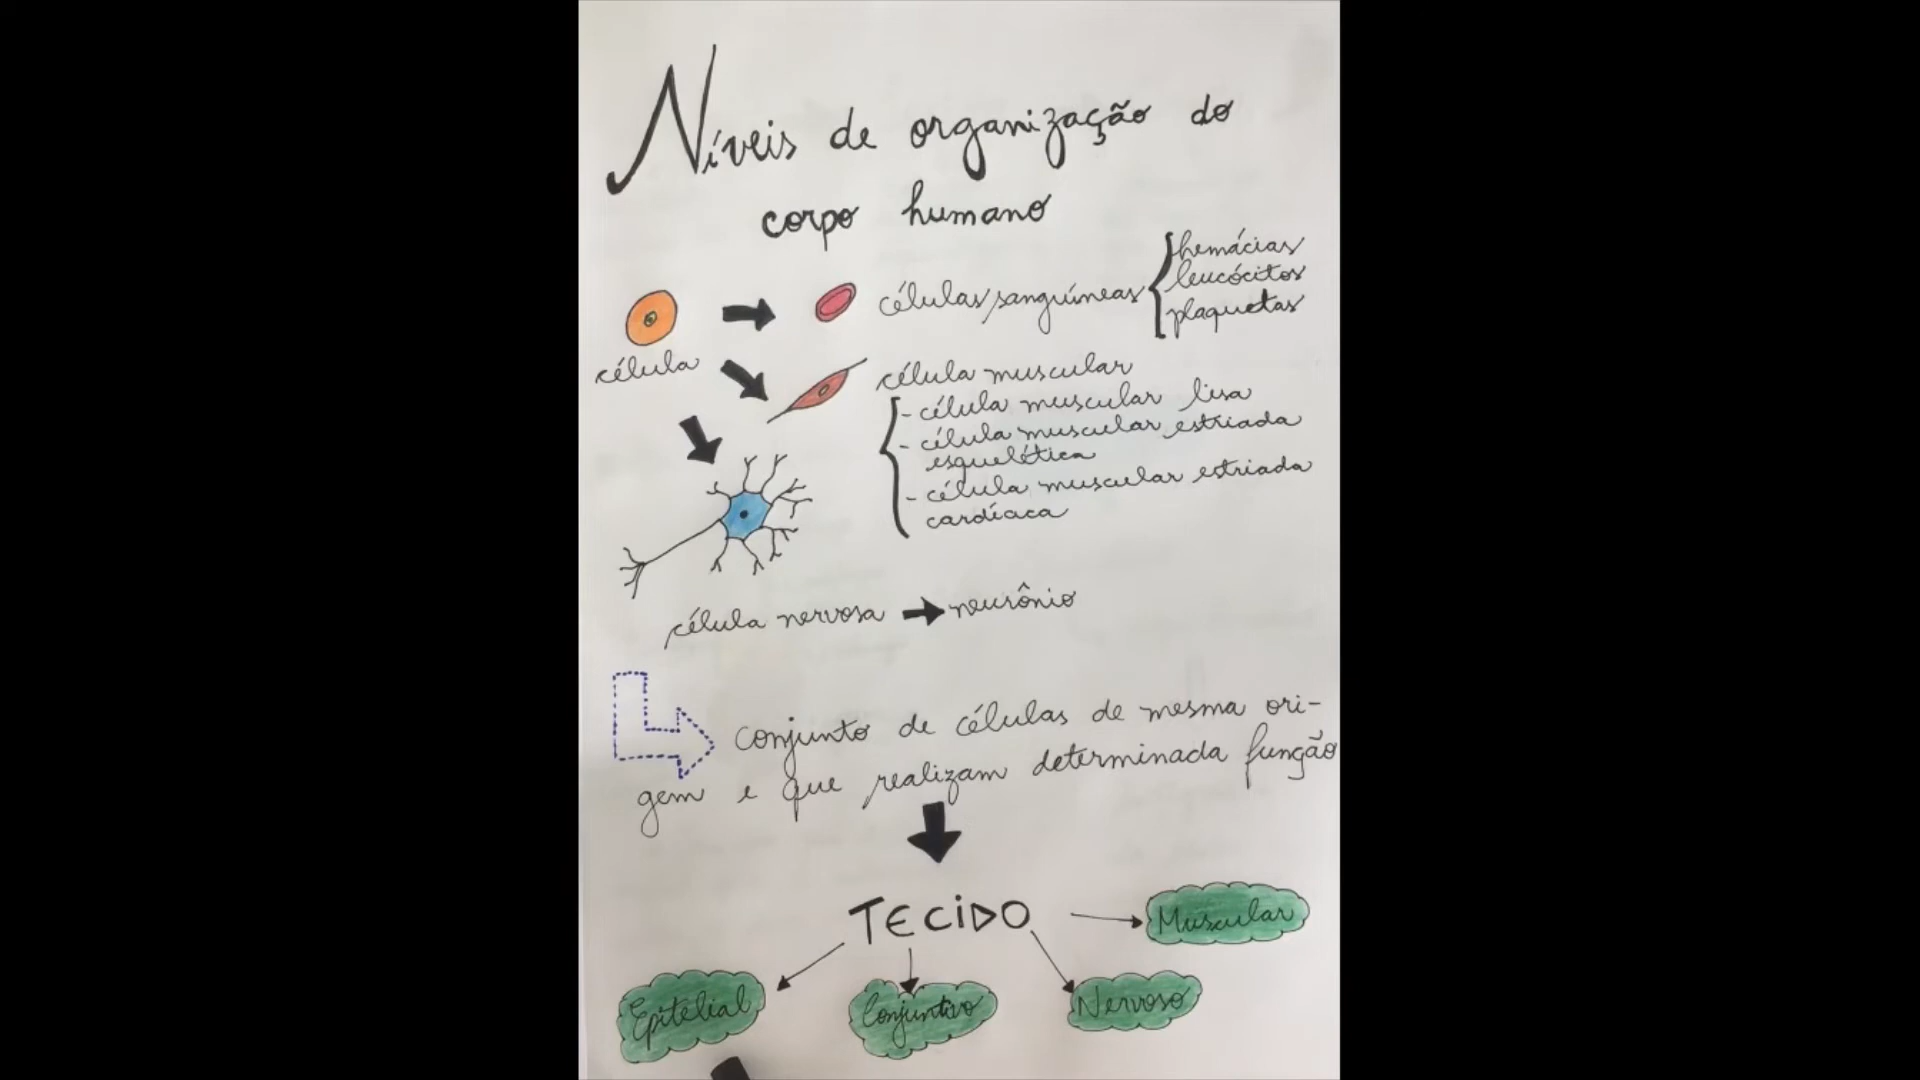 Níveis de organização do
corpo humano
célula
células sanguíneas
hemácias
leucócitos
plaquetas
célula muscular
- célula muscular lisa
- célula muscular estriada
esquelética
- célula muscular estriada
cardíaca
célula nervosa
neurônio
conjunto de células de mesma ori-
gem e que realizam determinada função
TECIDO
Muscular
Epitelial
Conjuntivo
Nervoso